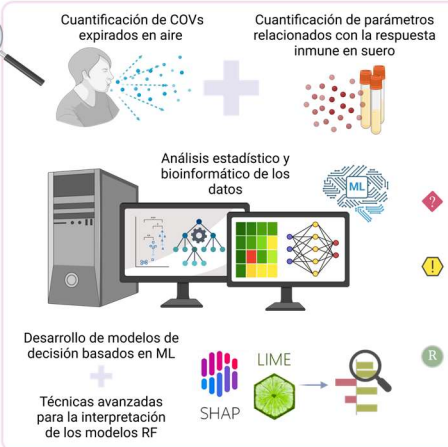 Cuantificación de COVs
expirados en aire
Cuantificación de parámetros
relacionados con la respuesta
inmune en suero
Análisis estadístico y
bioinformático de los
datos
ML
?
!
R
Desarrollo de modelos de
decisión basados en ML
+
Técnicas avanzadas
para la interpretación
de los modelos RF
SHAP
LIME